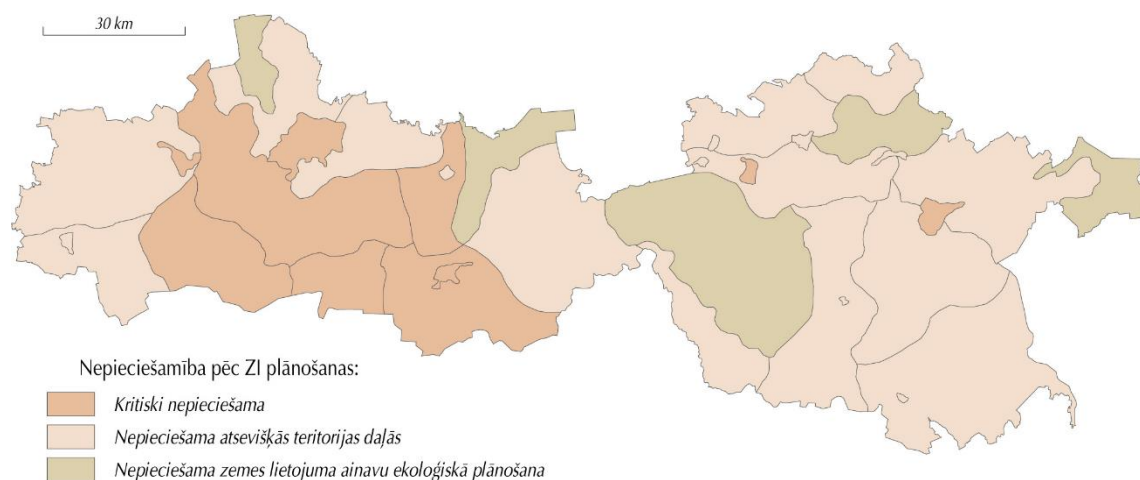 30 km
Nepieciešamība pēc ZI plānošanas:
Kritiski nepieciešama
Nepieciešama atsevišķās teritorijas daļās
Nepieciešama zemes lietojuma ainavu ekoloģiskā plānošana